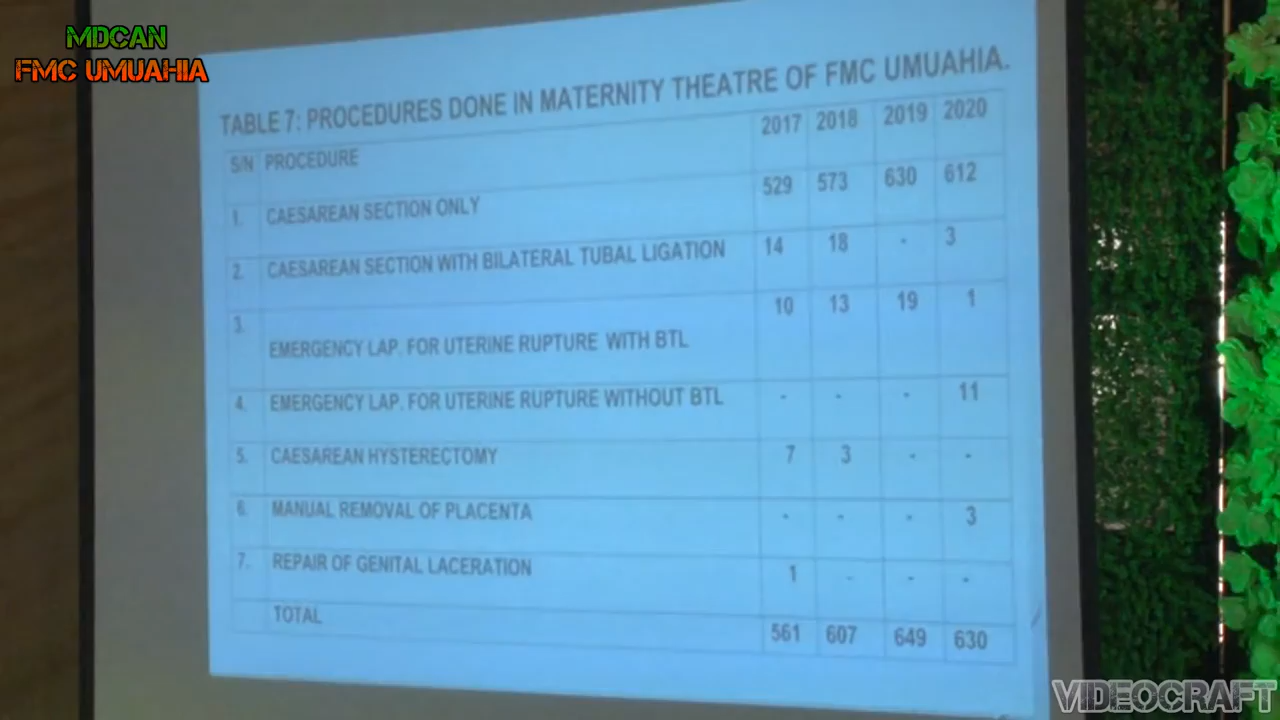 MDCAN
FMC UMUAHIA
TABLE 7: PROCEDURES DONE IN MATERNITY THEATRE OF FMC UMUAHIA.
S/N PROCEDURE 2017 2018 2019 2020
1. CAESAREAN SECTION ONLY 529 573 630 612
2. CAESAREAN SECTION WITH BILATERAL TUBAL LIGATION 14 18 - 3
3. EMERGENCY LAP. FOR UTERINE RUPTURE WITH BTL 10 13 19 1
4. EMERGENCY LAP. FOR UTERINE RUPTURE WITHOUT BTL - - - 11
5. CAESAREAN HYSTERECTOMY 7 3 - -
6. MANUAL REMOVAL OF PLACENTA - - - 3
7. REPAIR OF GENITAL LACERATION 1 - - -
TOTAL 561 607 649 630
VIDEOCRAFT